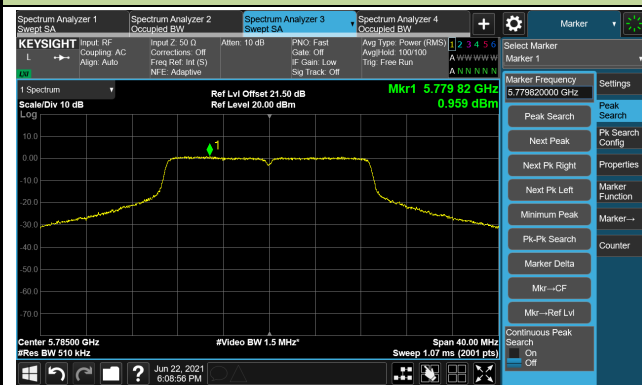 Spectrum Analyzer 1
Swept SA
Spectrum Analyzer 2
Occupied BW
Spectrum Analyzer 3
Swept SA
Spectrum Analyzer 4
Occupied BW
Marker
KEYSIGHT
L
Input: RF
Coupling: AC
Align: Auto
Input Z: 50 Ω
Corrections: Off
Freq Ref: Int (S)
NFE: Adaptive
Atten: 10 dB
PNO: Fast
Gate: Off
IF Gain: Low
Sig Track: Off
Avg Type: Power (RMS)
Avg|Hold: 100/100
Trig: Free Run
1 2 3 4 5 6
A W W W W W
A N N N N N
Select Marker
Marker 1
1 Spectrum
Scale/Div 10 dB
Log
Ref Lvl Offset 21.50 dB
Ref Level 20.00 dBm
Mkr1 5.779 82 GHz
0.959 dBm
1
10.0
0.00
-10.0
-20.0
-30.0
-40.0
-50.0
-60.0
-70.0
Center 5.78500 GHz
#Res BW 510 kHz
#Video BW 1.5 MHz*
Span 40.00 MHz
Sweep 1.07 ms (2001 pts)
Marker Frequency
5.779820000 GHz
Peak Search
Next Peak
Next Pk Right
Next Pk Left
Minimum Peak
Pk-Pk Search
Marker Delta
Mkr→CF
Mkr→Ref Lvl
Continuous Peak
Search
On
Off
Settings
Peak
Search
Pk Search
Config
Properties
Marker
Function
Marker→
Counter
?
Jun 22, 2021
6:08:56 PM